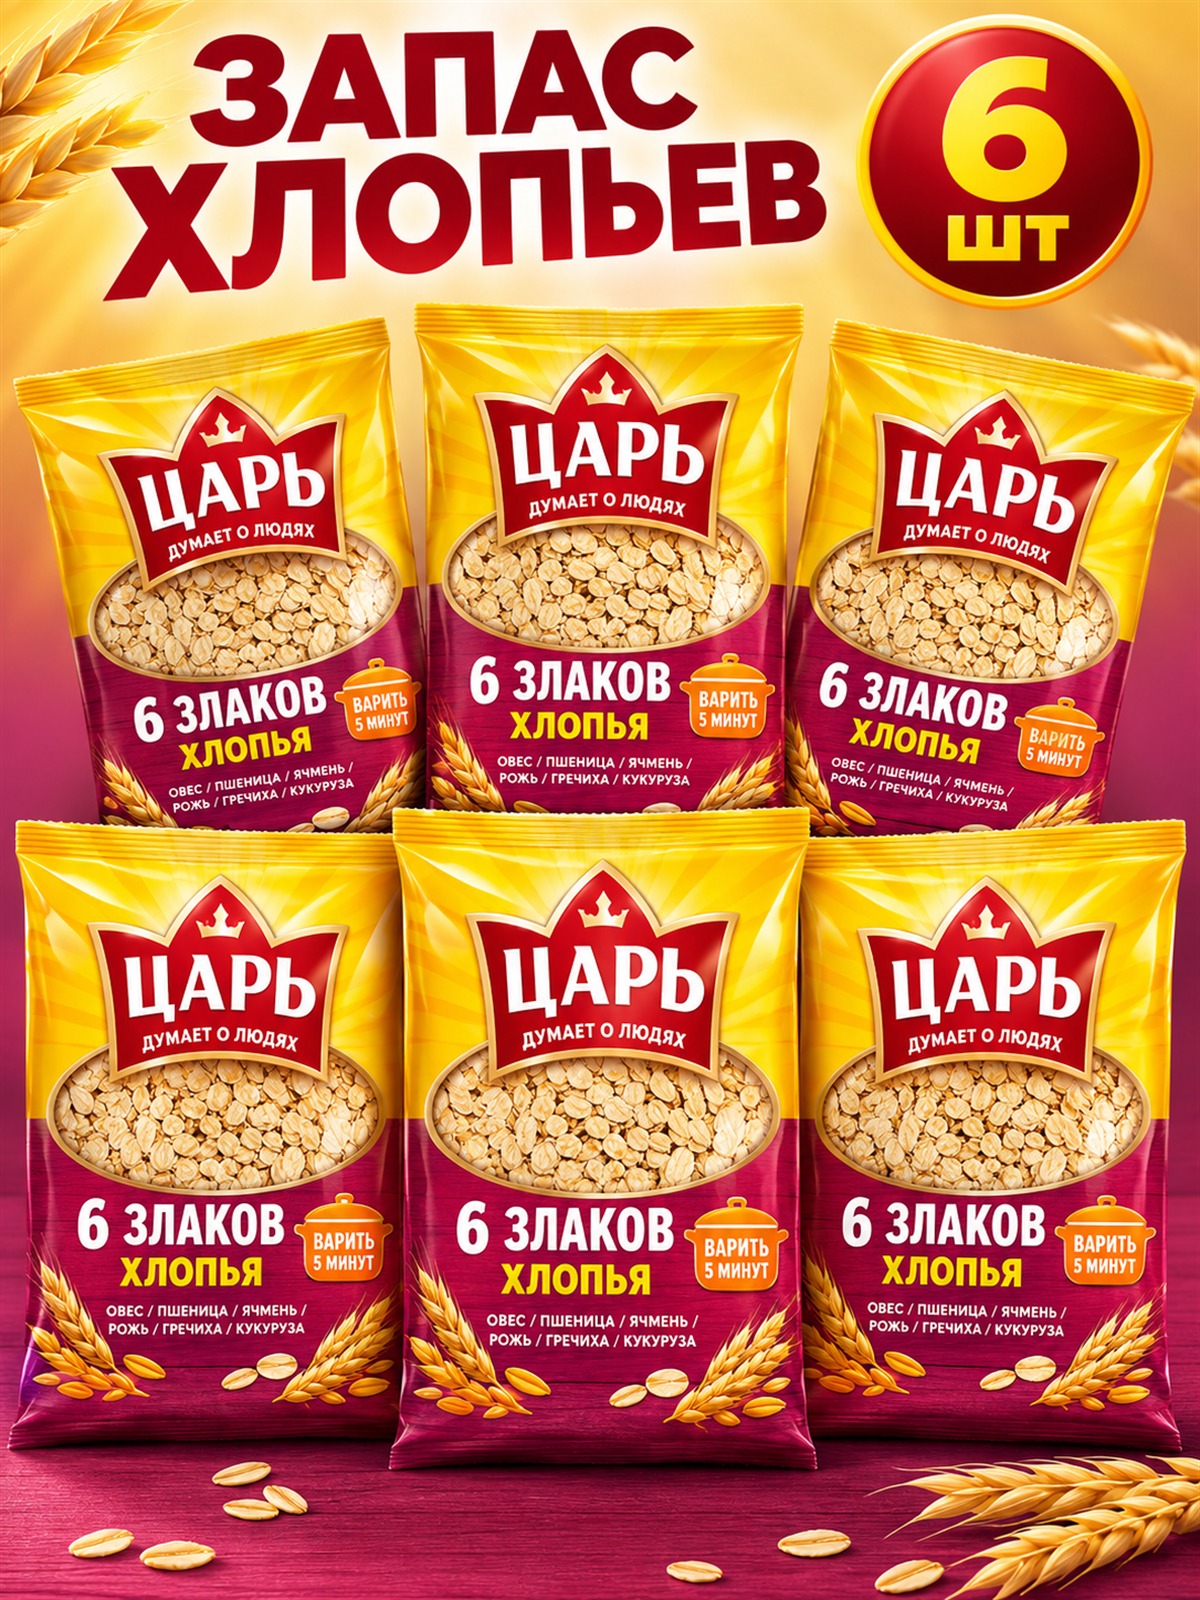 ЗАПАС
ХЛОПЬЕВ
6
ШТ
ЦАРЬ
ДУМАЕТ О ЛЮДЯХ
6 ЗЛАКОВ
ХЛОПЬЯ
ВАРИТЬ
5 МИНУТ
ОВЕС / ПШЕНИЦА / ЯЧМЕНЬ /
РОЖЬ / ГРЕЧИХА / КУКУРУЗА
ЦАРЬ
ДУМАЕТ О ЛЮДЯХ
6 ЗЛАКОВ
ХЛОПЬЯ
ВАРИТЬ
5 МИНУТ
ОВЕС / ПШЕНИЦА / ЯЧМЕНЬ /
РОЖЬ / ГРЕЧИХА / КУКУРУЗА
ЦАРЬ
ДУМАЕТ О ЛЮДЯХ
6 ЗЛАКОВ
ХЛОПЬЯ
ВАРИТЬ
5 МИНУТ
ОВЕС / ПШЕНИЦА / ЯЧМЕНЬ /
РОЖЬ / ГРЕЧИХА / КУКУРУЗА
ЦАРЬ
ДУМАЕТ О ЛЮДЯХ
6 ЗЛАКОВ
ХЛОПЬЯ
ВАРИТЬ
5 МИНУТ
ОВЕС / ПШЕНИЦА / ЯЧМЕНЬ /
РОЖЬ / ГРЕЧИХА / КУКУРУЗА
ЦАРЬ
ДУМАЕТ О ЛЮДЯХ
6 ЗЛАКОВ
ХЛОПЬЯ
ВАРИТЬ
5 МИНУТ
ОВЕС / ПШЕНИЦА / ЯЧМЕНЬ /
РОЖЬ / ГРЕЧИХА / КУКУРУЗА
ЦАРЬ
ДУМАЕТ О ЛЮДЯХ
6 ЗЛАКОВ
ХЛОПЬЯ
ВАРИТЬ
5 МИНУТ
ОВЕС / ПШЕНИЦА / ЯЧМЕНЬ /
РОЖЬ / ГРЕЧИХА / КУКУРУЗА